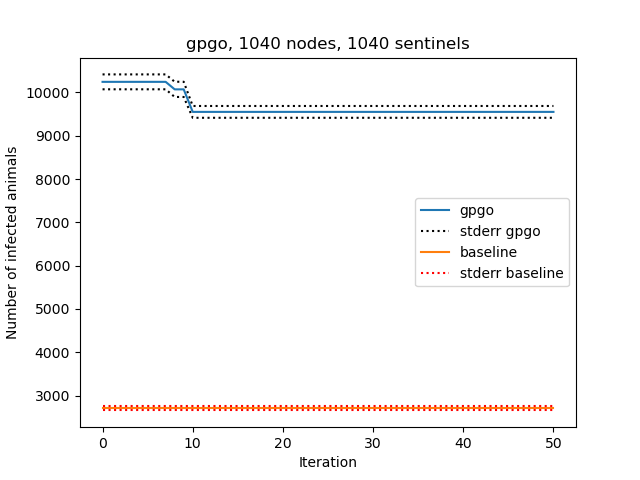 gpgo, 1040 nodes, 1040 sentinels
Number of infected animals
10000
9000
8000
7000
6000
5000
4000
3000
gpgo
stderr gpgo
baseline
stderr baseline
0 10 20 30 40 50
Iteration